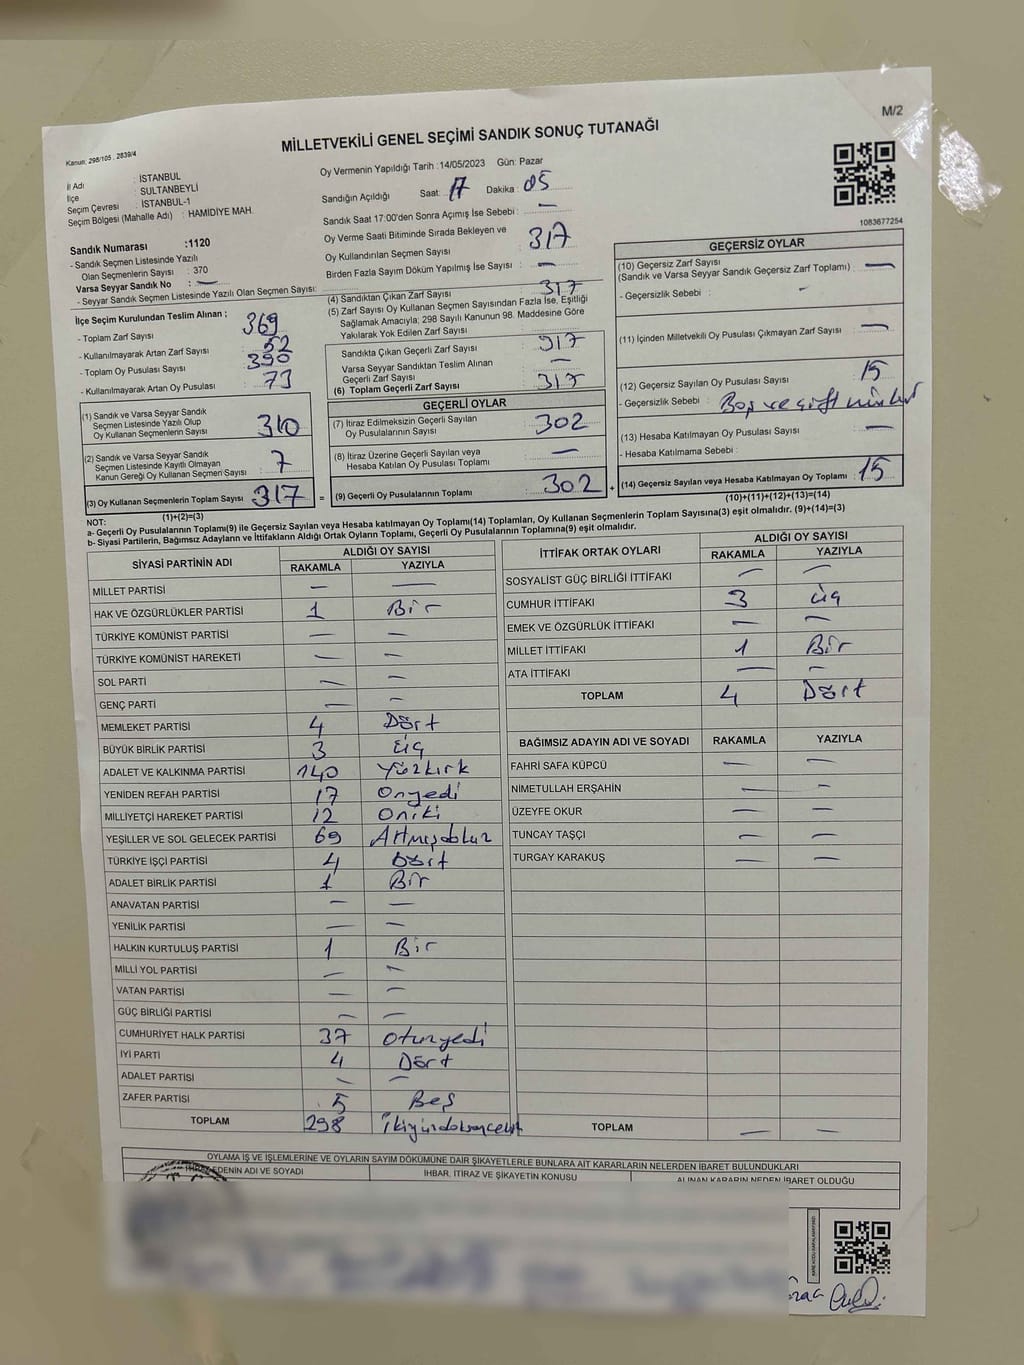 M/2
Kanun: 298/105 , 2839/4
MİLLETVEKİLİ GENEL SEÇİMİ SANDIK SONUÇ TUTANAĞI
1083677254
İl Adı : İSTANBUL
İlçe : SULTANBEYLİ
Seçim Çevresi : İSTANBUL-1
Seçim Bölgesi (Mahalle Adı) : HAMİDİYE MAH.
Sandık Numarası :1120
- Sandık Seçmen Listesinde Yazılı
Olan Seçmenlerin Sayısı : 370
Varsa Seyyar Sandık No : —
- Seyyar Sandık Seçmen Listesinde Yazılı Olan Seçmen Sayısı:
Oy Vermenin Yapıldığı Tarih :14/05/2023 Gün: Pazar
Sandığın Açıldığı Saat: 17 Dakika : 05
Sandık Saat 17:00'den Sonra Açımış İse Sebebi : —
Oy Verme Saati Bitiminde Sırada Bekleyen ve
Oy Kullandırılan Seçmen Sayısı : 317
Birden Fazla Sayım Döküm Yapılmış İse Sayısı : —
İlçe Seçim Kurulundan Teslim Alınan ;
- Toplam Zarf Sayısı : 369
- Kullanılmayarak Artan Zarf Sayısı : 52
- Toplam Oy Pusulası Sayısı : 390
- Kullanılmayarak Artan Oy Pusulası : 73
(1) Sandık ve Varsa Seyyar Sandık
Seçmen Listesinde Yazılı Olup
Oy Kullanan Seçmenlerin Sayısı : 310
(2) Sandık ve Varsa Seyyar Sandık
Seçmen Listesinde Kayıtlı Olmayan
Kanun Gereği Oy Kullanan Seçmen Sayısı : 7
(3) Oy Kullanan Seçmenlerin Toplam Sayısı : 317 =
(1)+(2)=(3)
(4) Sandıktan Çıkan Zarf Sayısı : 317
(5) Zarf Sayısı Oy Kullanan Seçmen Sayısından Fazla İse, Eşitliği
Sağlamak Amacıyla; 298 Sayılı Kanunun 98. Maddesine Göre
Yakılarak Yok Edilen Zarf Sayısı :
Sandıkta Çıkan Geçerli Zarf Sayısı : 317
Varsa Seyyar Sandıktan Teslim Alınan
Geçerli Zarf Sayısı : —
(6) Toplam Geçerli Zarf Sayısı : 317
GEÇERLİ OYLAR
(7) İtiraz Edilmeksizin Geçerli Sayılan
Oy Pusulalarının Sayısı : 302
(8) İtiraz Üzerine Geçerli Sayılan veya
Hesaba Katılan Oy Pusulası Toplamı : —
(9) Geçerli Oy Pusulalarının Toplamı : 302 +
GEÇERSİZ OYLAR
(10) Geçersiz Zarf Sayısı
(Sandık ve Varsa Seyyar Sandık Geçersiz Zarf Toplamı) : —
- Geçersizlik Sebebi : -
(11) İçinden Milletvekili Oy Pusulası Çıkmayan Zarf Sayısı : —
(12) Geçersiz Sayılan Oy Pusulası Sayısı : 15
- Geçersizlik Sebebi : Boş ve çift mühür
(13) Hesaba Katılmayan Oy Pusulası Sayısı : —
- Hesaba Katılmama Sebebi :
(14) Geçersiz Sayılan veya Hesaba Katılmayan Oy Toplamı : 15
(10)+(11)+(12)+(13)=(14)
NOT:
a- Geçerli Oy Pusulalarının Toplamı(9) ile Geçersiz Sayılan veya Hesaba Katılmayan Oy Toplamı(14) Toplamları, Oy Kullanan Seçmenlerin Toplam Sayısına(3) eşit olmalıdır. (9)+(14)=(3)
b- Siyasi Partilerin, Bağımsız Adayların ve İttifakların Aldığı Ortak Oyların Toplamı, Geçerli Oy Pusulalarının Toplamına(9) eşit olmalıdır.
SİYASİ PARTİNİN ADI ALDIĞI OY SAYISI
RAKAMLA YAZIYLA
MİLLET PARTİSİ — —
HAK VE ÖZGÜRLÜKLER PARTİSİ 1 Bir
TÜRKİYE KOMÜNİST PARTİSİ — —
TÜRKİYE KOMÜNİST HAREKETİ — —
SOL PARTİ — —
GENÇ PARTİ — —
MEMLEKET PARTİSİ 4 Dört
BÜYÜK BİRLİK PARTİSİ 3 Üç
ADALET VE KALKINMA PARTİSİ 140 Yüzkırk
YENİDEN REFAH PARTİSİ 17 Onyedi
MİLLİYETÇİ HAREKET PARTİSİ 12 Oniki
YEŞİLLER VE SOL GELECEK PARTİSİ 69 Altmışdokuz
TÜRKİYE İŞÇİ PARTİSİ 4 Dört
ADALET BİRLİK PARTİSİ 1 Bir
ANAVATAN PARTİSİ — —
YENİLİK PARTİSİ — —
HALKIN KURTULUŞ PARTİSİ 1 Bir
MİLLİ YOL PARTİSİ — —
VATAN PARTİSİ — —
GÜÇ BİRLİĞİ PARTİSİ — —
CUMHURİYET HALK PARTİSİ 37 Otuzyedi
İYİ PARTİ 4 Dört
ADALET PARTİSİ — —
ZAFER PARTİSİ 5 Beş
TOPLAM 298 İkiyüzdoksansekiz
İTTİFAK ORTAK OYLARI ALDIĞI OY SAYISI
RAKAMLA YAZIYLA
SOSYALİST GÜÇ BİRLİĞİ İTTİFAKI — —
CUMHUR İTTİFAKI 3 Üç
EMEK VE ÖZGÜRLÜK İTTİFAKI — —
MİLLET İTTİFAKI 1 Bir
ATA İTTİFAKI — —
TOPLAM 4 Dört
BAĞIMSIZ ADAYIN ADI VE SOYADI RAKAMLA YAZIYLA
FAHRİ SAFA KÜPCÜ — —
NİMETULLAH ERŞAHİN — —
ÜZEYFE OKUR — —
TUNCAY TAŞÇI — —
TURGAY KARAKUŞ — —
TOPLAM — —
OYLAMA İŞ VE İŞLEMLERİNE VE OYLARIN SAYIM DÖKÜMÜNE DAİR ŞİKAYETLERLE BUNLARA AİT KARARLARIN NELERDEN İBARET BULUNDUKLARI
EDENİN ADI VE SOYADI İHBAR, İTİRAZ VE ŞİKAYETİN KONUSU ALINAN KARARIN NEDEN İBARET OLDUĞU